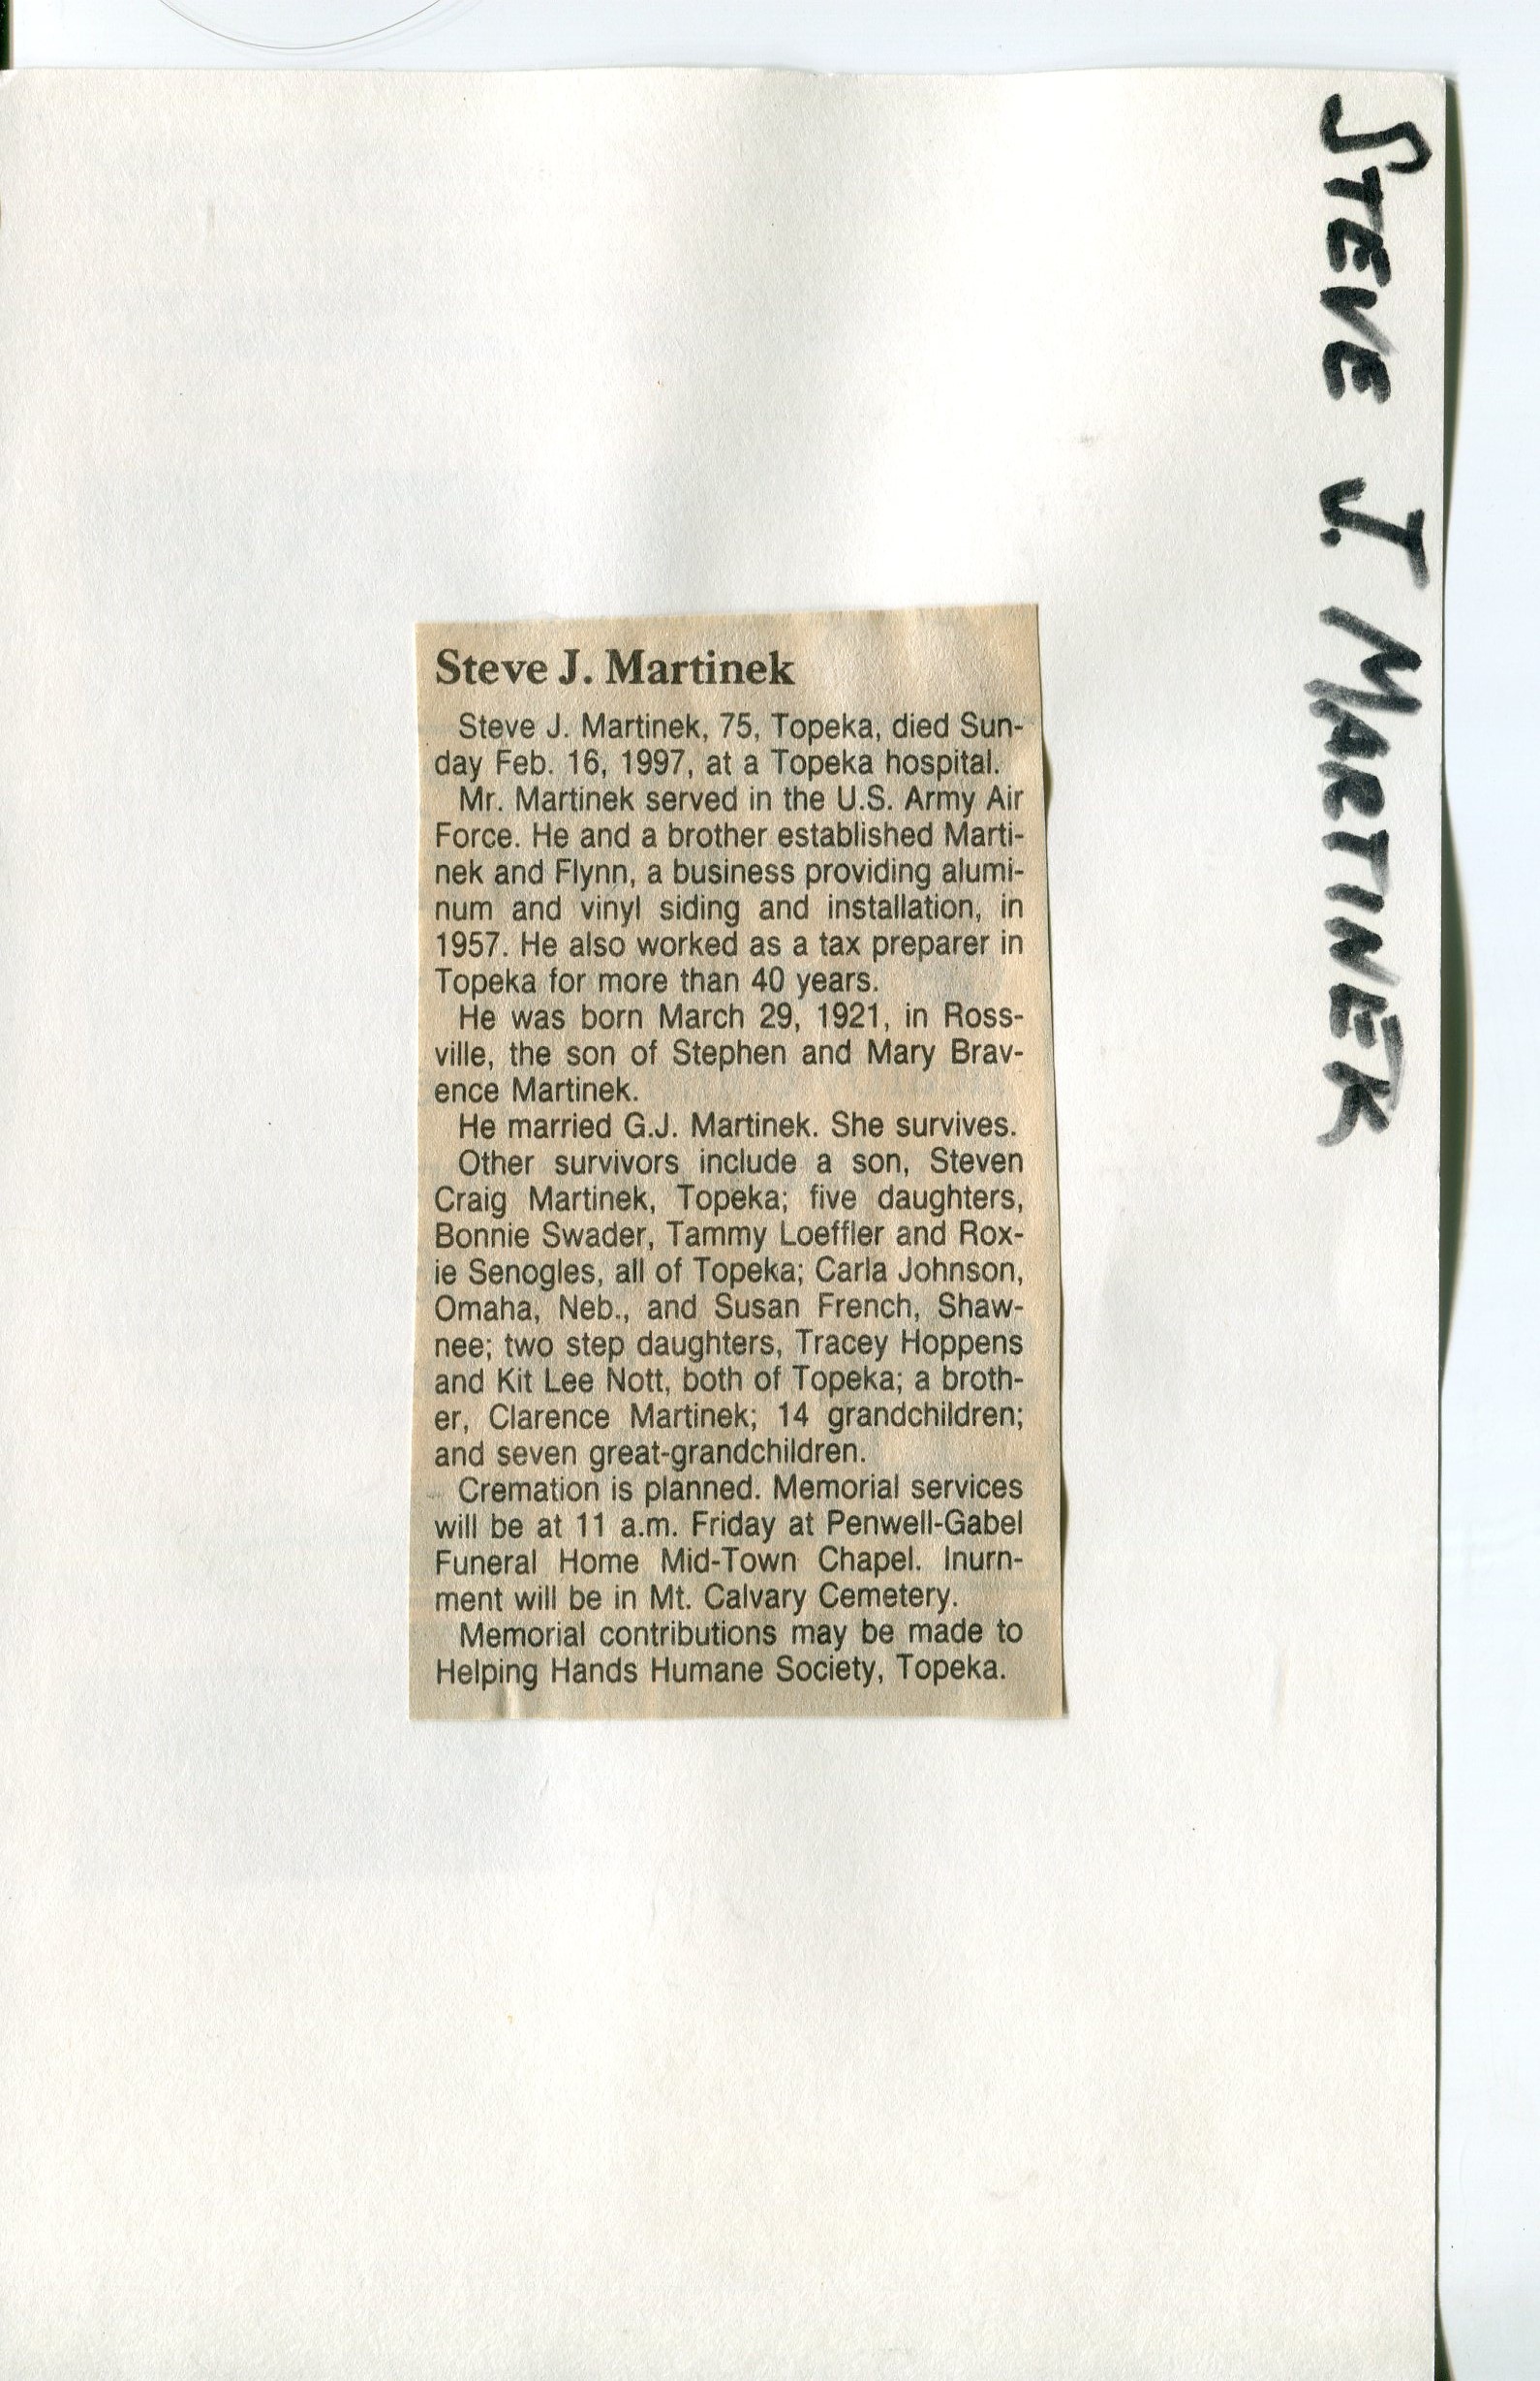 STEVE J. MARTINEK
Steve J. Martinek
Steve J. Martinek, 75, Topeka, died Sun-
day Feb. 16, 1997, at a Topeka hospital.
Mr. Martinek served in the U.S. Army Air
Force. He and a brother established Marti-
nek and Flynn, a business providing alumi-
num and vinyl siding and installation, in
1957. He also worked as a tax preparer in
Topeka for more than 40 years.
He was born March 29, 1921, in Ross-
ville, the son of Stephen and Mary Brav-
ence Martinek.
He married G.J. Martinek. She survives.
Other survivors include a son, Steven
Craig Martinek, Topeka; five daughters,
Bonnie Swader, Tammy Loeffler and Rox-
ie Senogles, all of Topeka; Carla Johnson,
Omaha, Neb., and Susan French, Shaw-
nee; two step daughters, Tracey Hoppens
and Kit Lee Nott, both of Topeka; a broth-
er, Clarence Martinek; 14 grandchildren;
and seven great-grandchildren.
Cremation is planned. Memorial services
will be at 11 a.m. Friday at Penwell-Gabel
Funeral Home Mid-Town Chapel. Inurn-
ment will be in Mt. Calvary Cemetery.
Memorial contributions may be made to
Helping Hands Humane Society, Topeka.